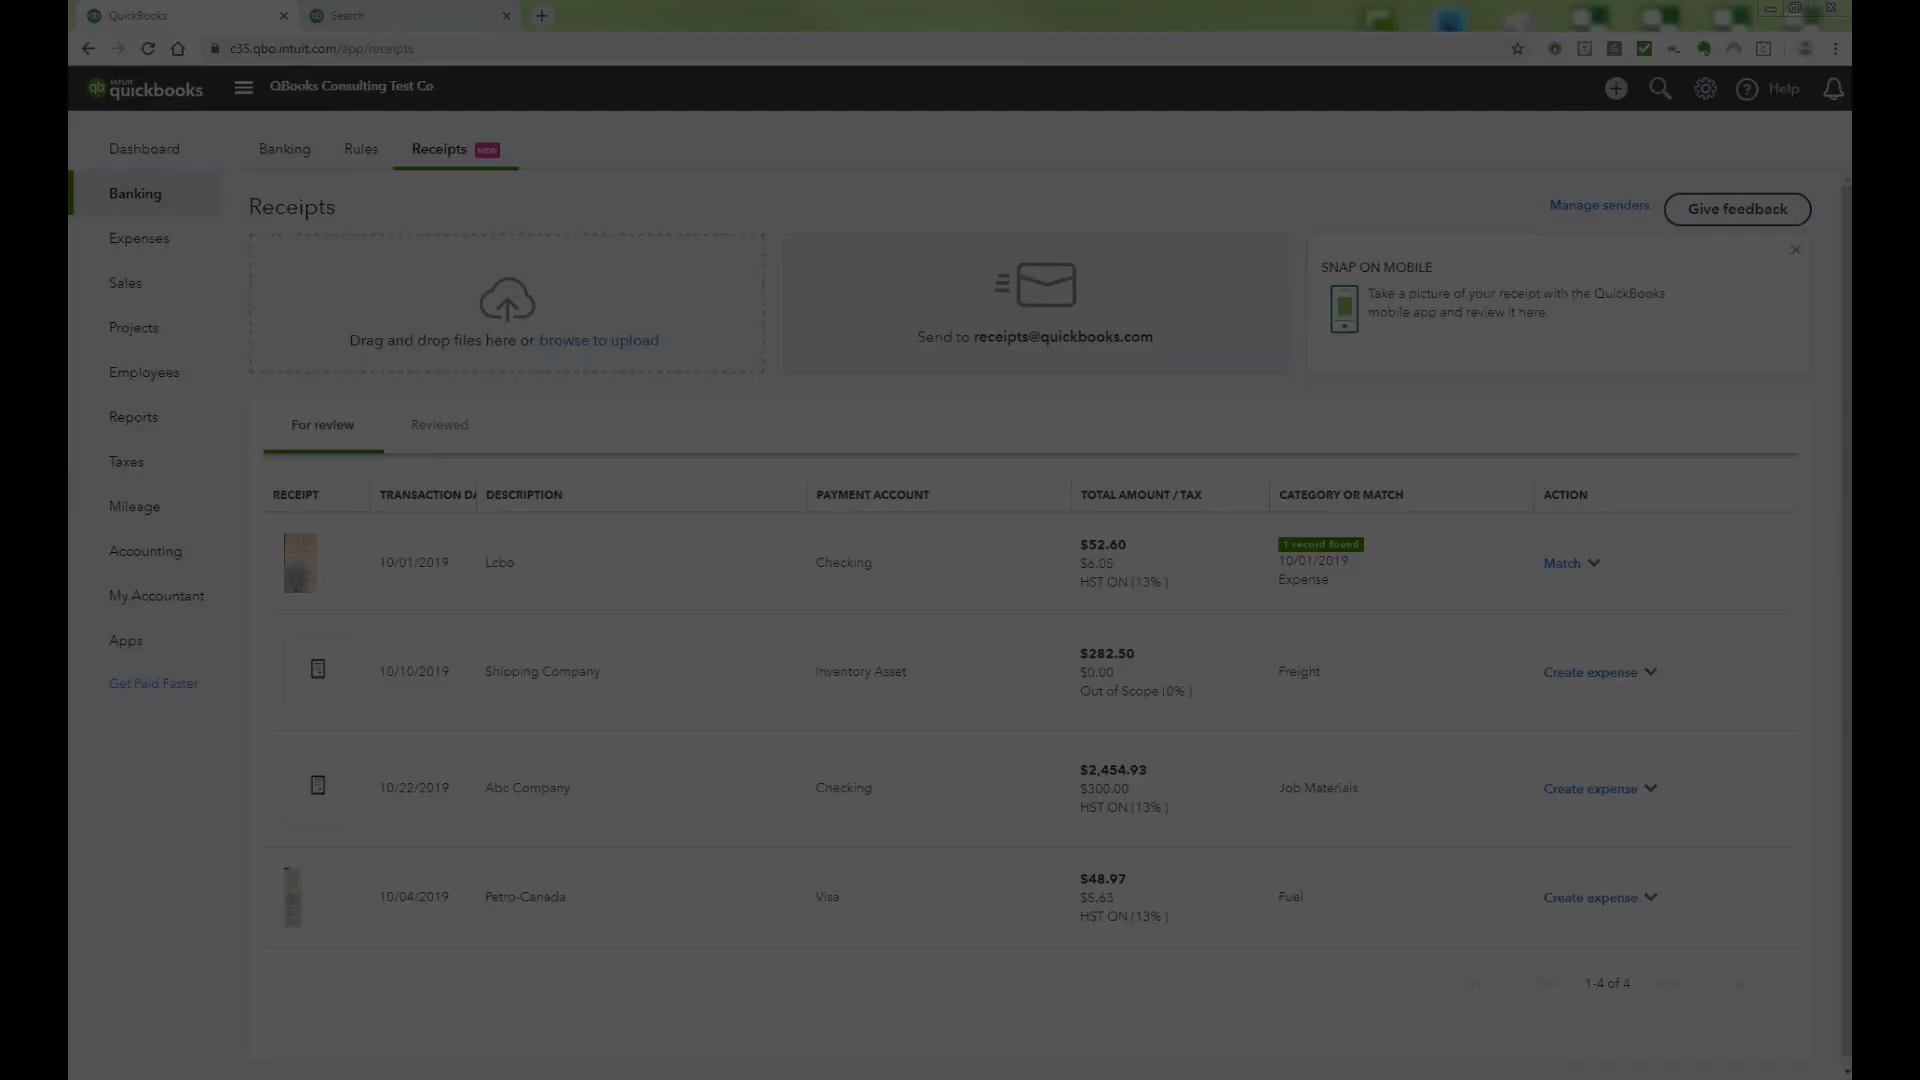 QuickBooks
Search
c35.qbo.intuit.com/app/receipts
qb INTUIT quickbooks
QBooks Consulting Test Co
Help
Dashboard
Banking
Expenses
Sales
Projects
Employees
Reports
Taxes
Mileage
Accounting
My Accountant
Apps
Get Paid Faster
Banking Rules Receipts NEW
Receipts
Manage senders
Give feedback
Drag and drop files here or browse to upload
Send to receipts@quickbooks.com
SNAP ON MOBILE
Take a picture of your receipt with the QuickBooks
mobile app and review it here.
For review Reviewed
RECEIPT TRANSACTION DA DESCRIPTION PAYMENT ACCOUNT TOTAL AMOUNT / TAX CATEGORY OR MATCH ACTION
10/01/2019 Lcbo Checking
$52.60
$6.05
HST ON (13% )
1 record found
10/01/2019
Expense
Match
10/10/2019 Shipping Company Inventory Asset
$282.50
$0.00
Out of Scope (0% )
Freight
Create expense
10/22/2019 Abc Company Checking
$2,454.93
$300.00
HST ON (13% )
Job Materials
Create expense
10/04/2019 Petro-Canada Visa
$48.97
$5.63
HST ON (13% )
Fuel
Create expense
1-4 of 4